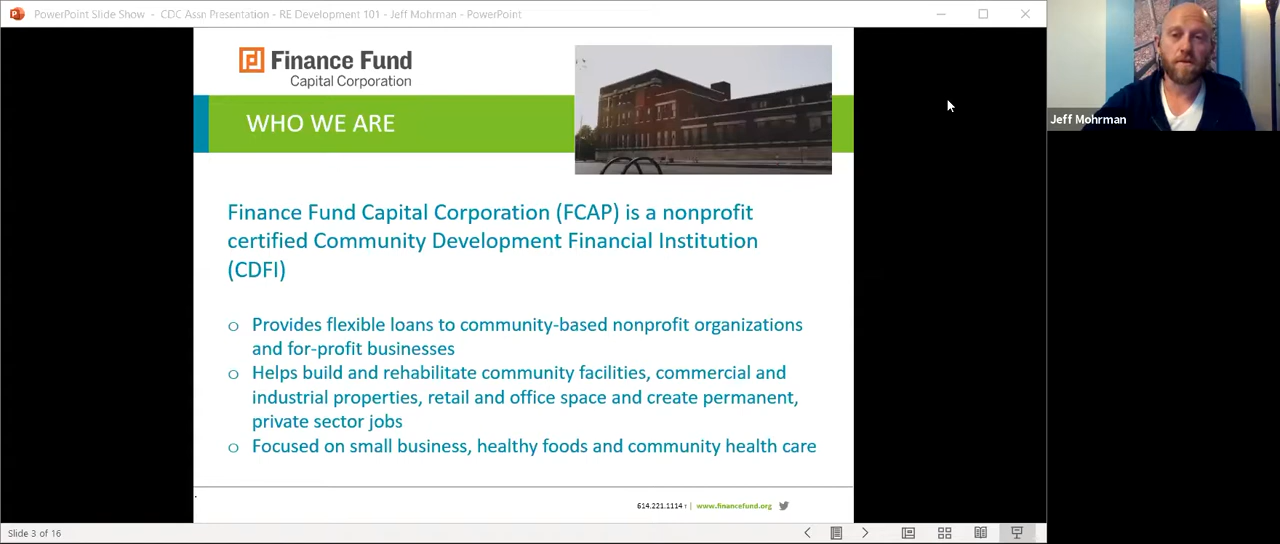 PowerPoint Slide Show - CDC Assn Presentation - RE Development 101 - Jeff Mohrman - PowerPoint
Finance Fund
Capital Corporation
WHO WE ARE
Jeff Mohrman
Finance Fund Capital Corporation (FCAP) is a nonprofit
certified Community Development Financial Institution
(CDFI)
o Provides flexible loans to community-based nonprofit organizations
and for-profit businesses
o Helps build and rehabilitate community facilities, commercial and
industrial properties, retail and office space and create permanent,
private sector jobs
o Focused on small business, healthy foods and community health care
614.221.1114 t | www.financefund.org
Slide 3 of 16